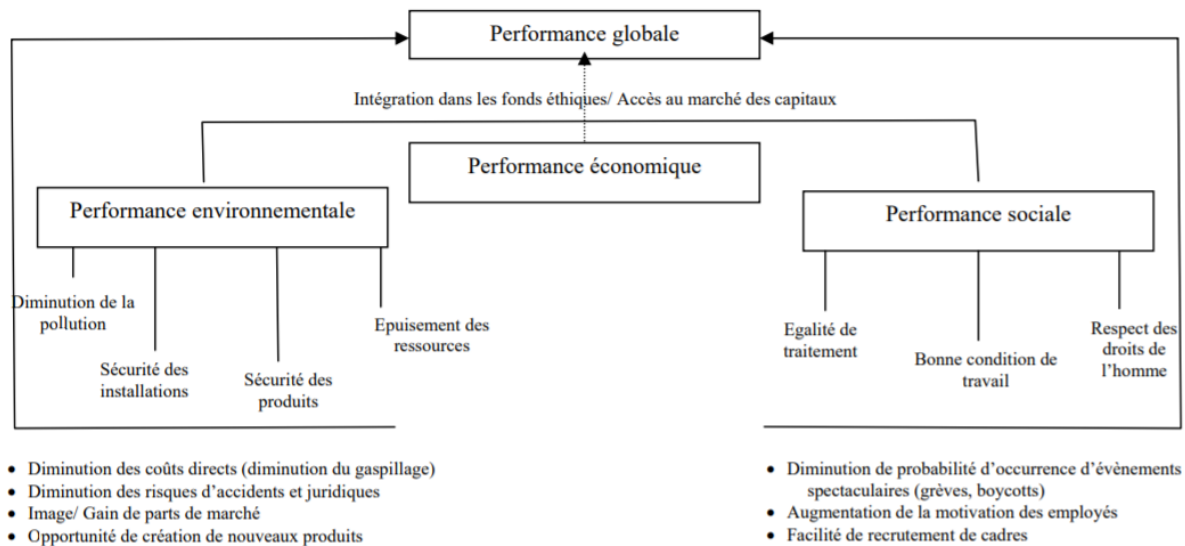 Performance globale
Intégration dans les fonds éthiques/ Accès au marché des capitaux
Performance économique
Performance environnementale
Performance sociale
Diminution de la
pollution
Sécurité des
installations
Sécurité des
produits
Epuisement des
ressources
Egalité de
traitement
Bonne condition de
travail
Respect des
droits de
l’homme
• Diminution des coûts directs (diminution du gaspillage)
• Diminution des risques d’accidents et juridiques
• Image/ Gain de parts de marché
• Opportunité de création de nouveaux produits
• Diminution de probabilité d’occurrence d’évènements
spectaculaires (grèves, boycotts)
• Augmentation de la motivation des employés
• Facilité de recrutement de cadres